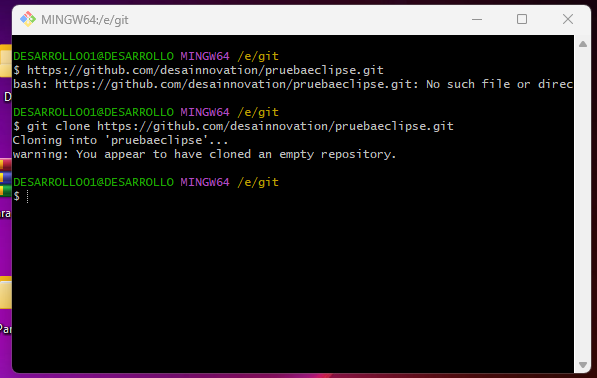 MINGW64:/e/git
DESARROLLO01@DESARROLLO MINGW64 /e/git
$ https://github.com/desainnovation/pruebaeclipse.git
bash: https://github.com/desainnovation/pruebaeclipse.git: No such file or direc
DESARROLLO01@DESARROLLO MINGW64 /e/git
$ git clone https://github.com/desainnovation/pruebaeclipse.git
Cloning into 'pruebaeclipse'...
warning: You appear to have cloned an empty repository.
DESARROLLO01@DESARROLLO MINGW64 /e/git
$
D
ra
Par